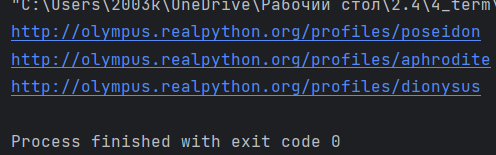 "C:\Users\2003k\OneDrive\Рабочий стол\2.4\4_term\
http://olympus.realpython.org/profiles/poseidon
http://olympus.realpython.org/profiles/aphrodite
http://olympus.realpython.org/profiles/dionysus
Process finished with exit code 0